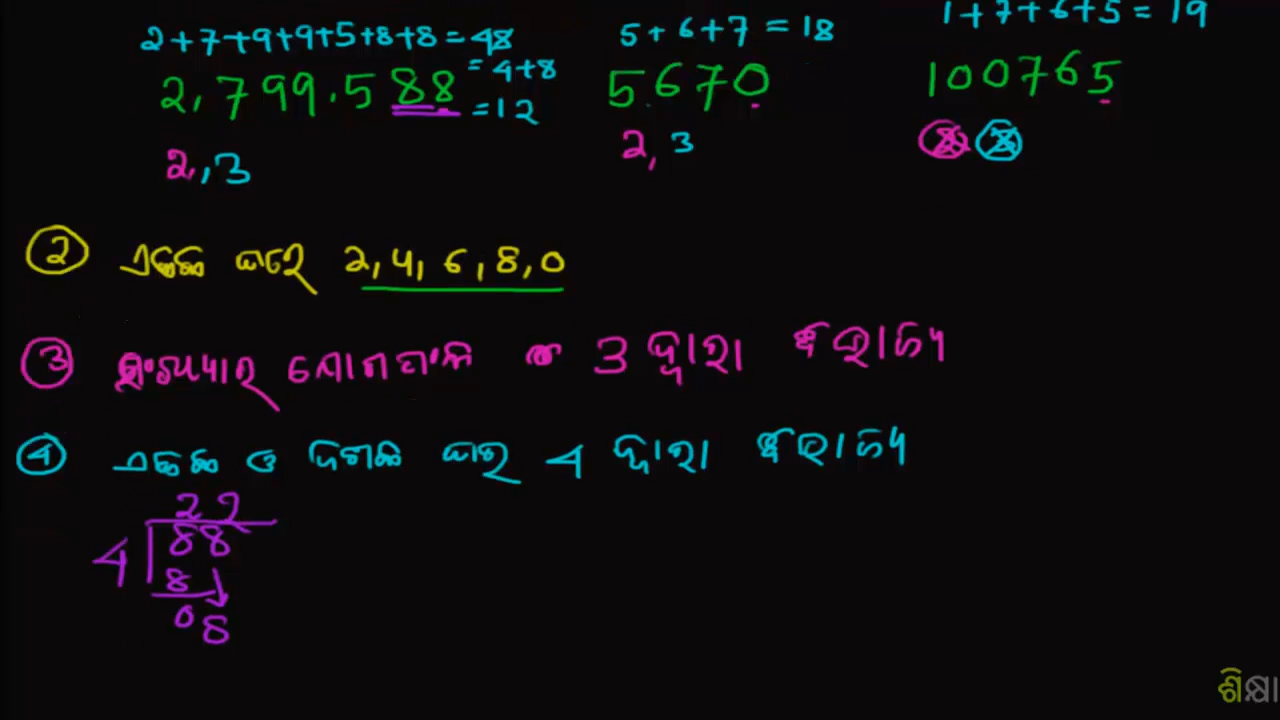 2+7+9+9+5+8+8 = 48
= 4+8
= 12
2,799,588
2, 3
5+6+7 = 18
5670
2, 3
1+7+6+5 = 19
100765
② ଏକକ ଘରେ 2, 4, 6, 8, 0
③ ସଂଖ୍ୟାର ଯୋଗଫଳ 3 ଦ୍ୱାରା ବିଭାଜ୍ୟ
④ ଏକକ ଓ ଦଶକ ଘର 4 ଦ୍ୱାରା ବିଭାଜ୍ୟ
22
4 88
8
08
ଶିକ୍ଷା